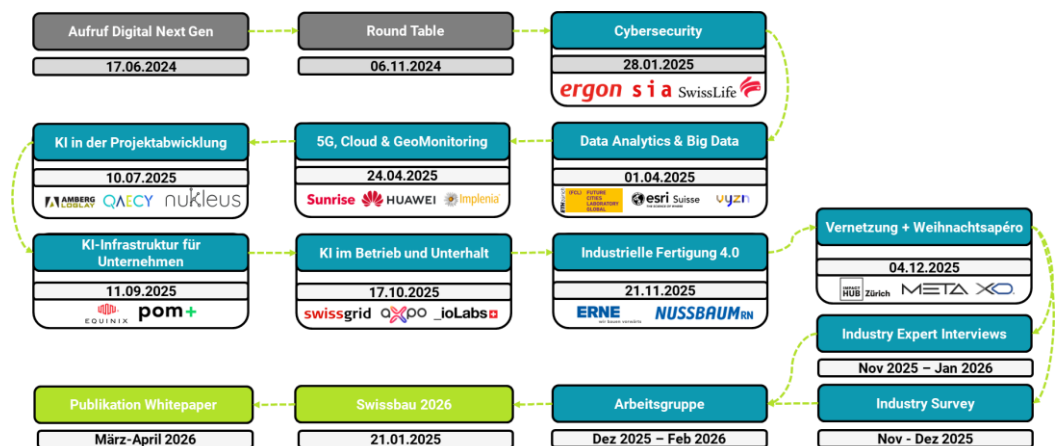 Aufruf Digital Next Gen
17.06.2024
Round Table
06.11.2024
Cybersecurity
28.01.2025
ergon sia SwissLife
Data Analytics & Big Data
01.04.2025
FUTURE
CITIES
LABORATORY
GLOBAL
esri Suisse
vyzn
5G, Cloud & GeoMonitoring
24.04.2025
Sunrise HUAWEI Implenia
KI in der Projektabwicklung
10.07.2025
AMBERG
LOGLAY
QAECY nukleus
KI-Infrastruktur für
Unternehmen
11.09.2025
EQUINIX pom+
KI im Betrieb und Unterhalt
17.10.2025
swissgrid axpo _ioLabs
Industrielle Fertigung 4.0
21.11.2025
ERNE
NUSSBAUM RN
Vernetzung + Weihnachtsapéro
04.12.2025
IMPACT
HUB Zürich META XO
Industry Expert Interviews
Nov 2025 – Jan 2026
Industry Survey
Nov - Dez 2025
Arbeitsgruppe
Dez 2025 – Feb 2026
Swissbau 2026
21.01.2025
Publikation Whitepaper
März-April 2026